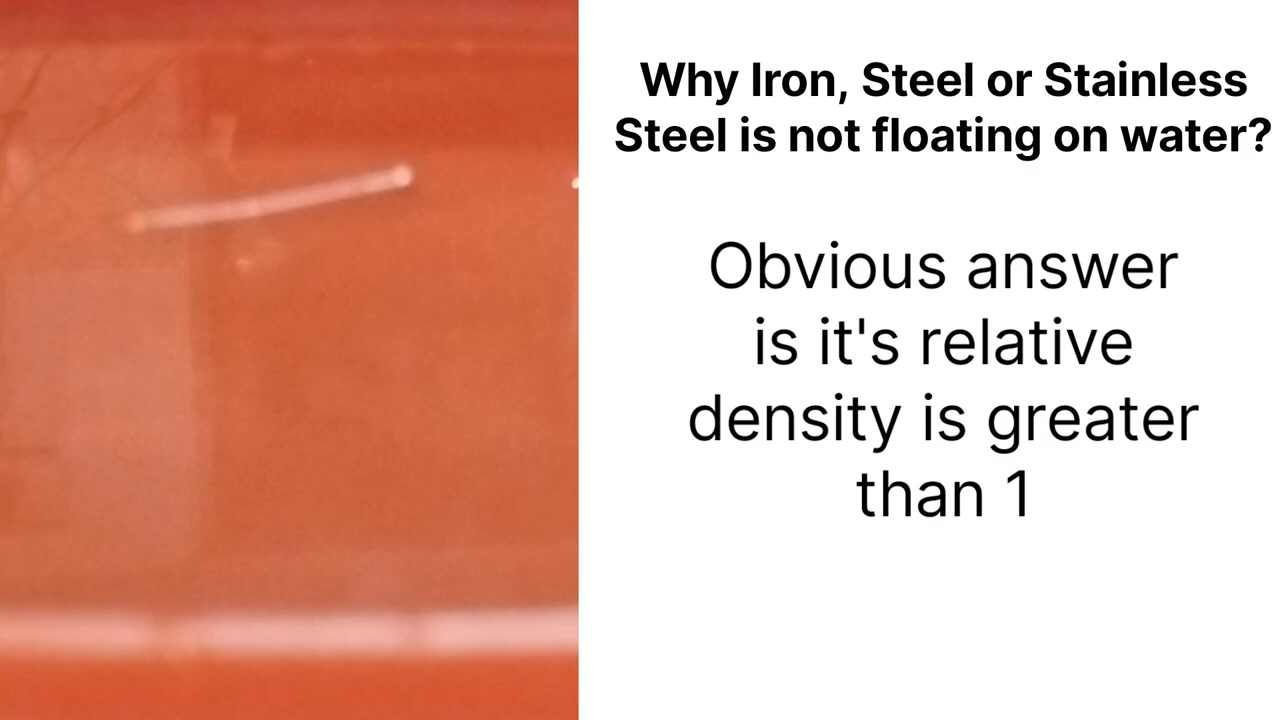 Why Iron, Steel or Stainless
Steel is not floating on water?
Obvious answer
is it's relative
density is greater
than 1